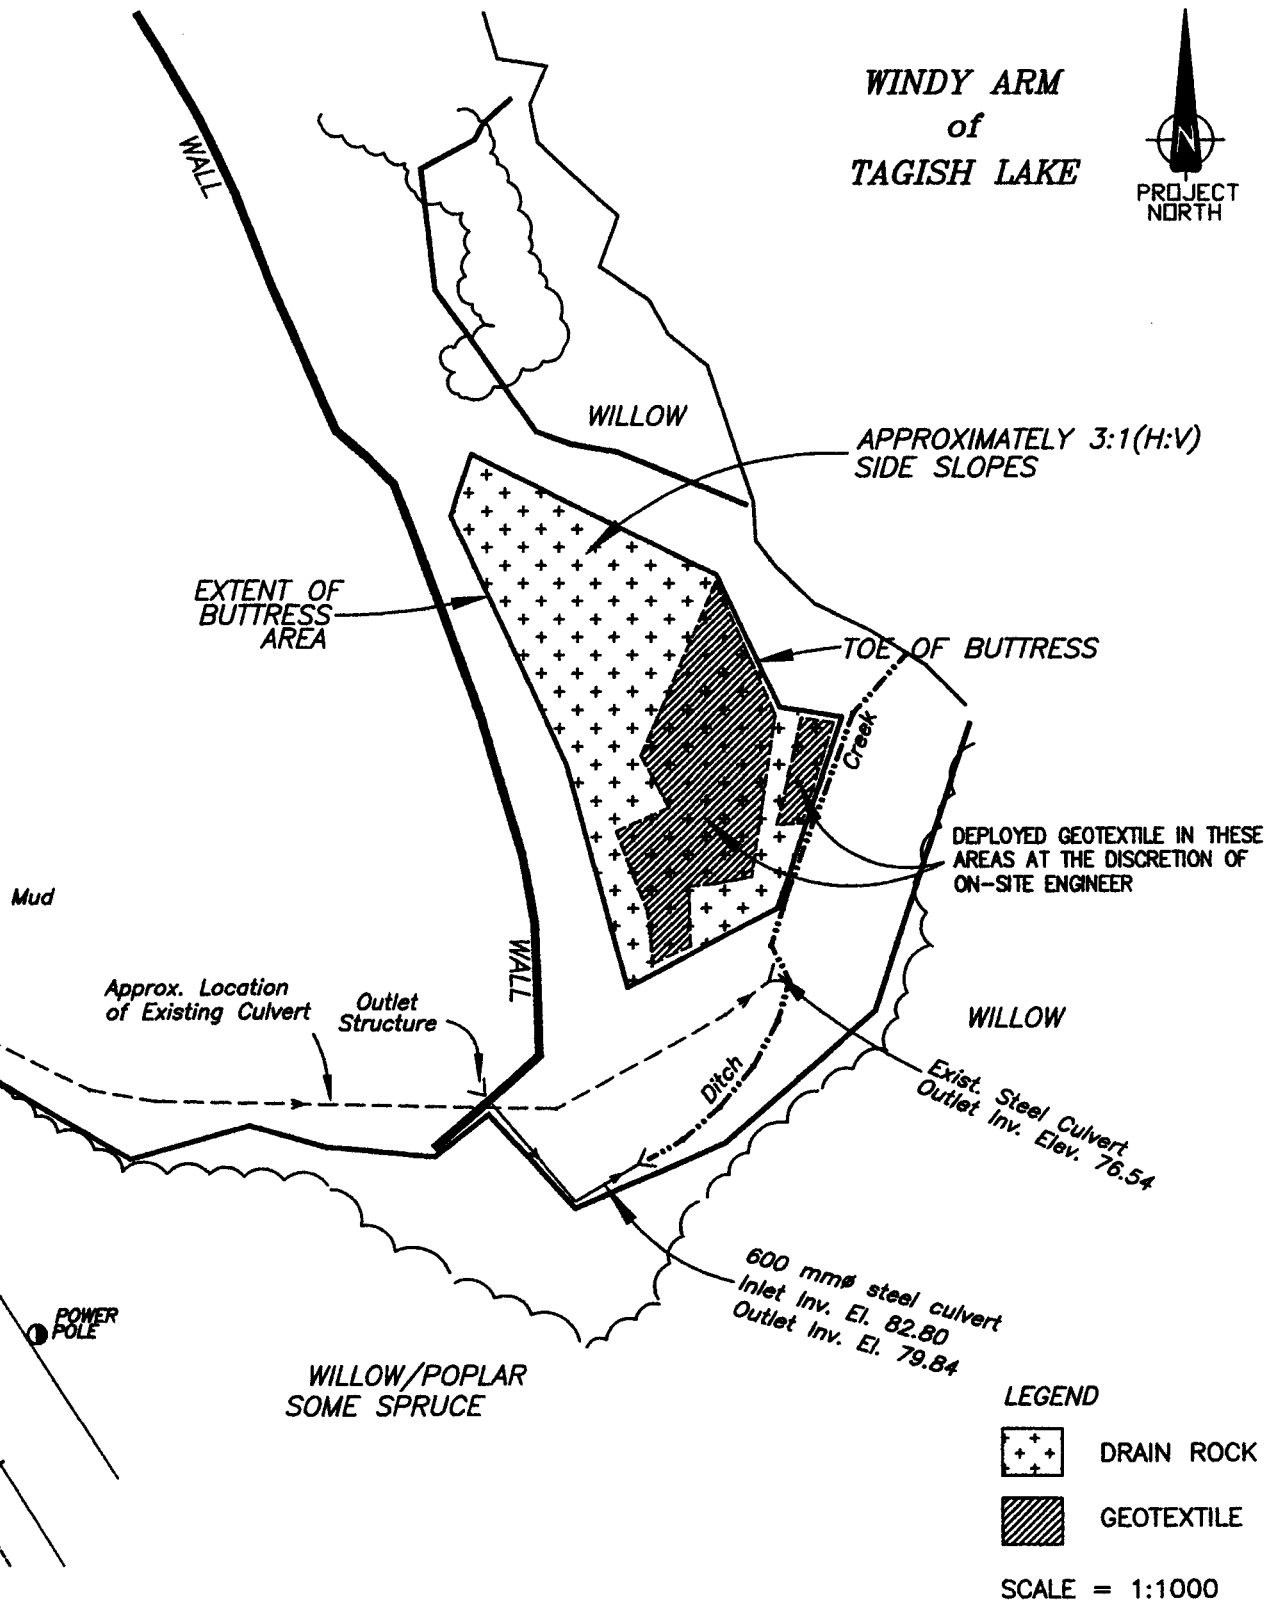 WINDY ARM
of
TAGISH LAKE
N
PROJECT
NORTH
WALL
WILLOW
APPROXIMATELY 3:1(H:V)
SIDE SLOPES
EXTENT OF
BUTTRESS
AREA
TOE OF BUTTRESS
Creek
DEPLOYED GEOTEXTILE IN THESE
AREAS AT THE DISCRETION OF
ON-SITE ENGINEER
Mud
WALL
Approx. Location
of Existing Culvert
Outlet
Structure
WILLOW
Ditch
Exist. Steel Culvert
Outlet Inv. Elev. 76.54
600 mmø steel culvert
Inlet Inv. El. 82.80
Outlet Inv. El. 79.84
POWER
POLE
WILLOW/POPLAR
SOME SPRUCE
LEGEND
DRAIN ROCK
GEOTEXTILE
SCALE = 1:1000